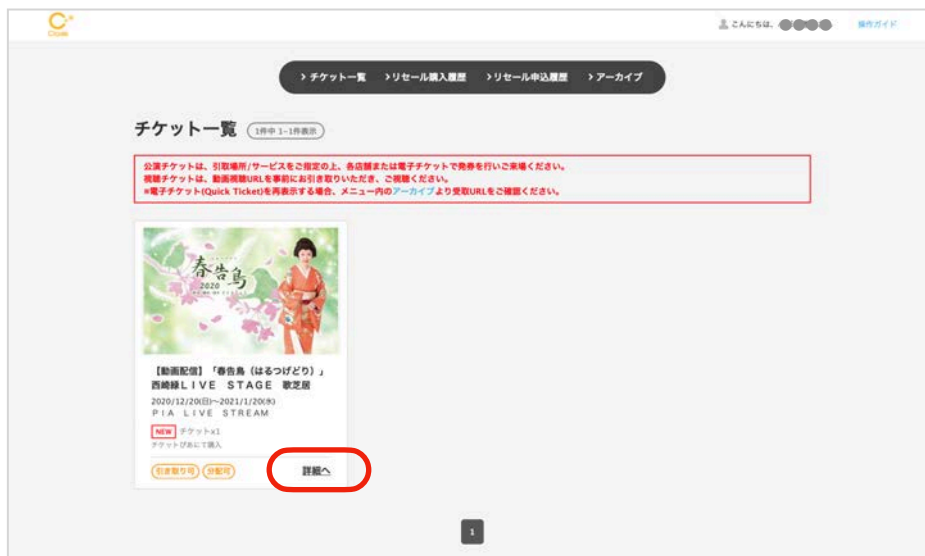 Cloak
こんにちは、
操作ガイド
> チケット一覧 > リセール購入履歴 > リセール申込履歴 > アーカイブ
チケット一覧 1件中 1-1件表示
公演チケットは、引取場所/サービスをご指定の上、各店舗または電子チケットで発券を行いご来場ください。
視聴チケットは、動画視聴URLを事前にお引き取りいただき、ご視聴ください。
※電子チケット(Quick Ticket)を再表示する場合、メニュー内のアーカイブより受取URLをご確認ください。
春告鳥
2020
【動画配信】「春告鳥（はるつげどり）」
西崎緑ＬＩＶＥ　ＳＴＡＧＥ　歌芝居
2020/12/20(日)～2021/1/20(水)
ＰＩＡ　ＬＩＶＥ　ＳＴＲＥＡＭ
NEW チケットx1
チケットぴあにて購入
引き取り可 分配可 詳細へ
1